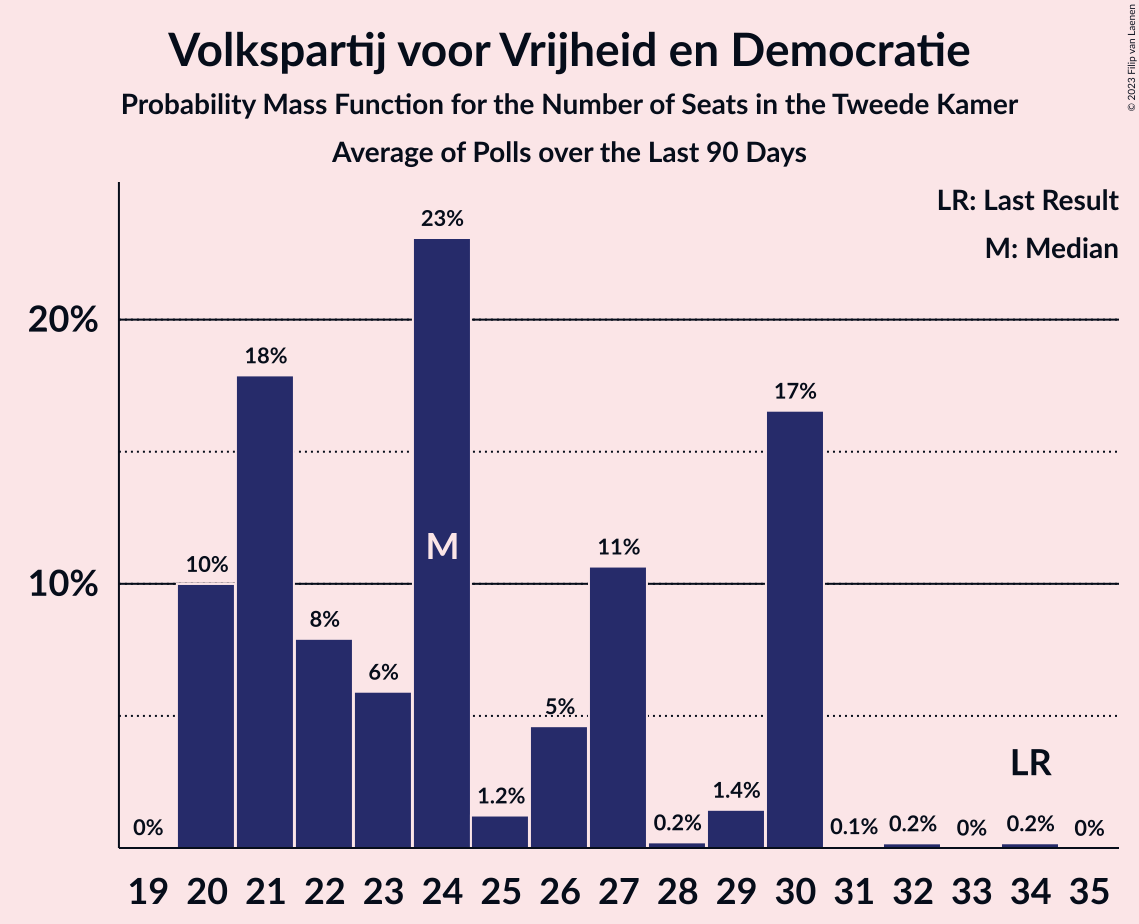 Volkspartij voor Vrijheid en Democratie
Probability Mass Function for the Number of Seats in the Tweede Kamer
Average of Polls over the Last 90 Days
© 2023 Filip van Laenen
LR: Last Result
M: Median
20%
10%
0%
10%
18%
8%
6%
23%
M
1.2%
5%
11%
0.2%
1.4%
17%
0.1%
0.2%
0%
LR
0.2%
0%
19 20 21 22 23 24 25 26 27 28 29 30 31 32 33 34 35